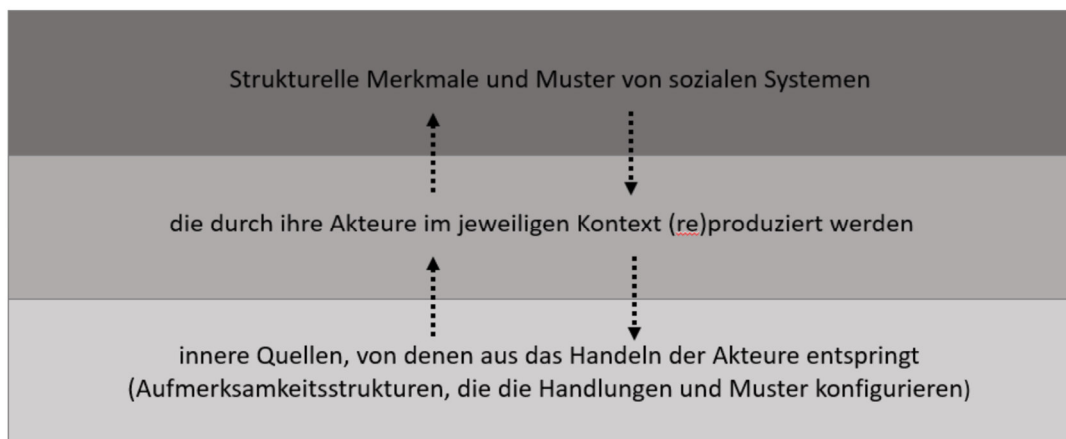 Strukturelle Merkmale und Muster von sozialen Systemen
die durch ihre Akteure im jeweiligen Kontext (re)produziert werden
innere Quellen, von denen aus das Handeln der Akteure entspringt
(Aufmerksamkeitsstrukturen, die die Handlungen und Muster konfigurieren)